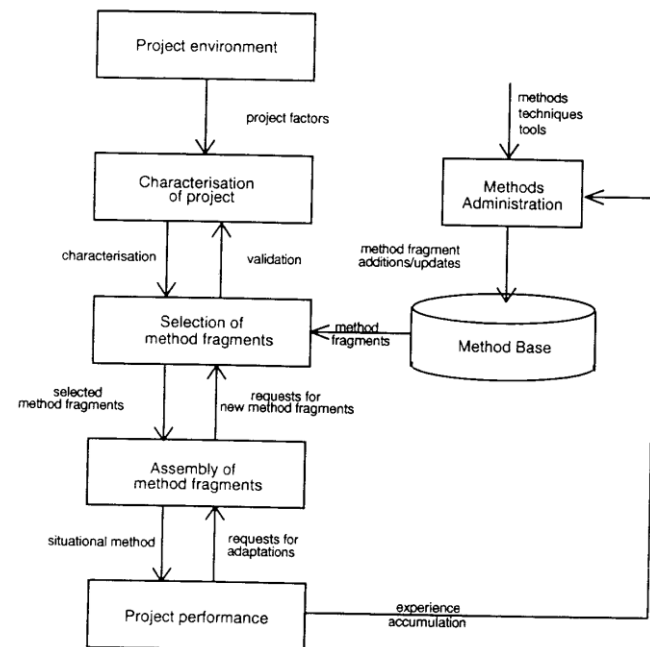 Project environment
project factors
methods
techniques
tools
Characterisation
of project
Methods
Administration
characterisation
validation
method fragment
additions/updates
Selection of
method fragments
method
fragments
Method Base
selected
method fragments
requests for
new method fragments
Assembly of
method fragments
situational method
requests for
adaptations
Project performance
experience
accumulation